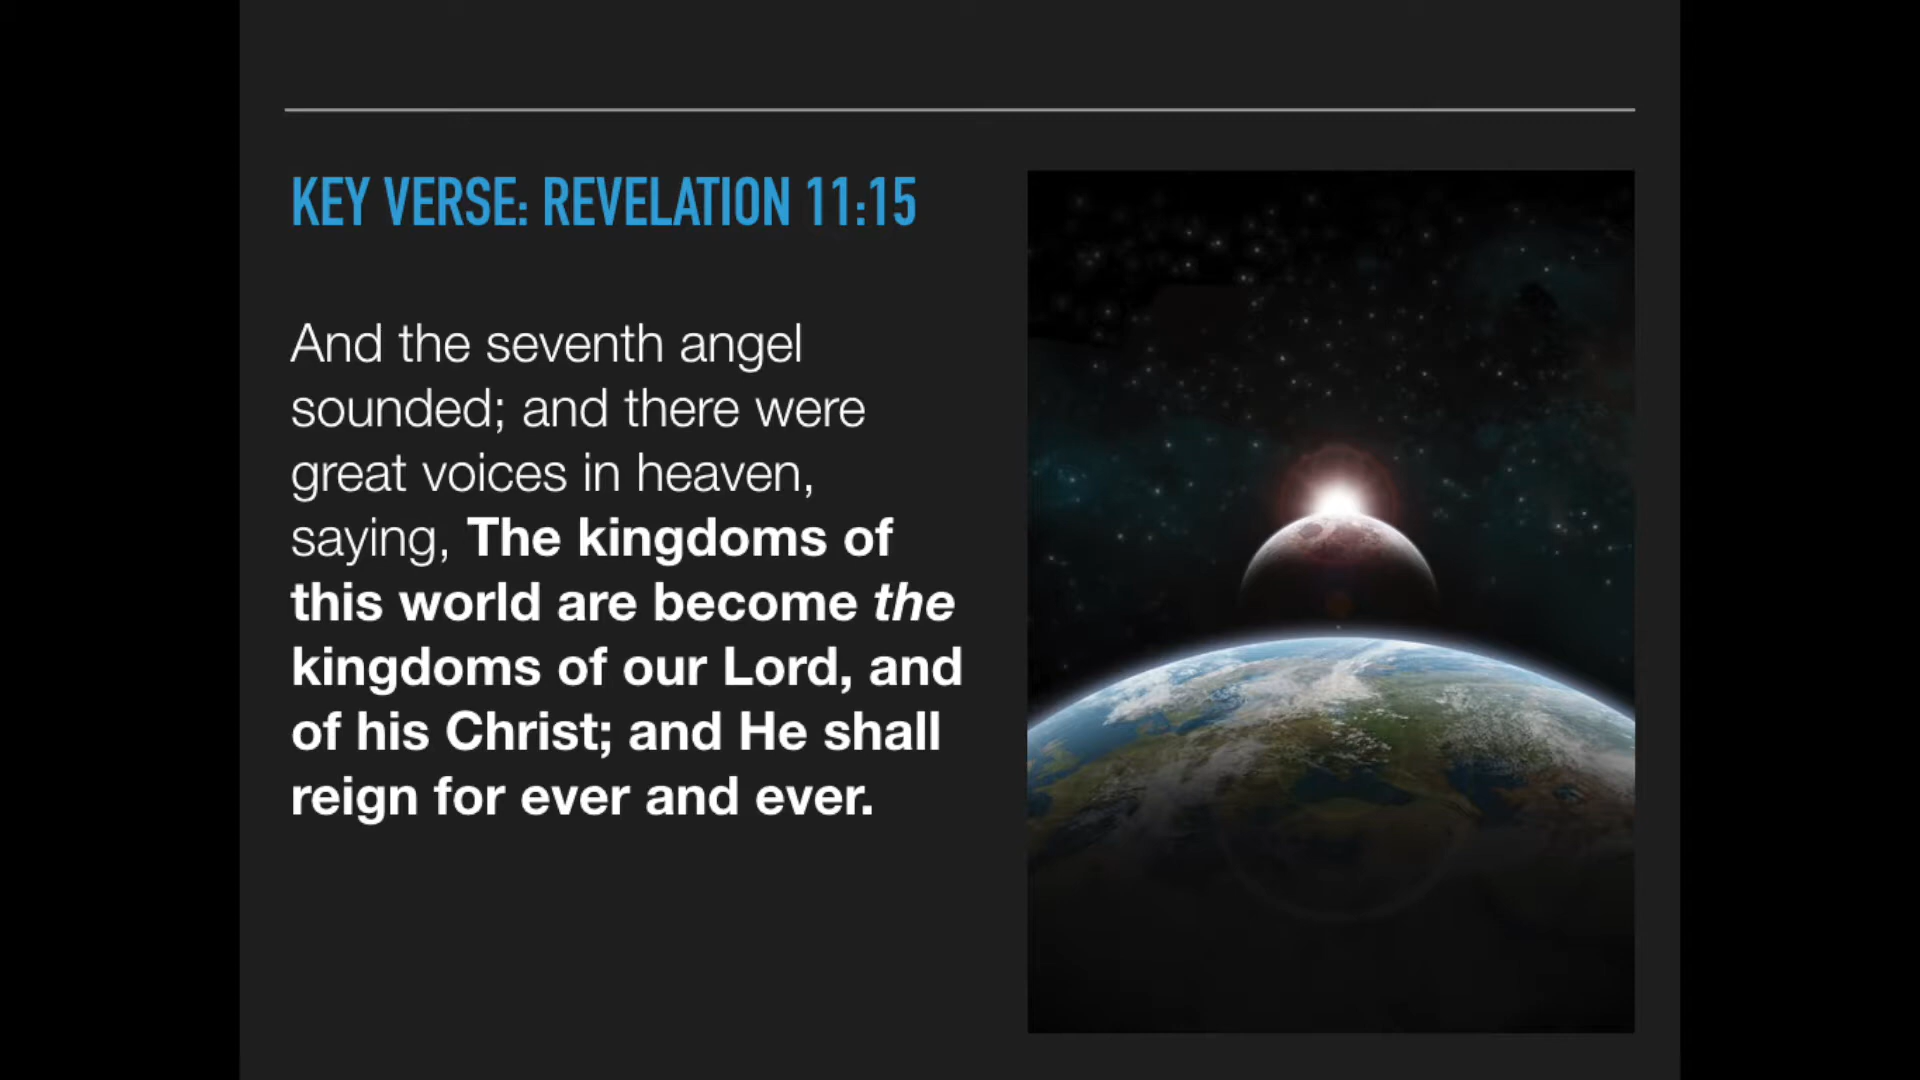 KEY VERSE: REVELATION 11:15
And the seventh angel
sounded; and there were
great voices in heaven,
saying, The kingdoms of
this world are become the
kingdoms of our Lord, and
of his Christ; and He shall
reign for ever and ever.